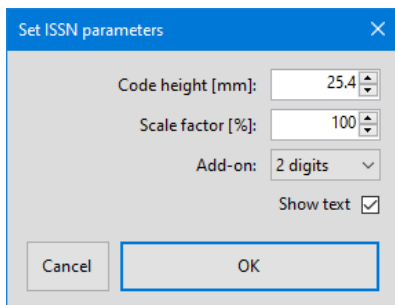 Set ISSN parameters
Code height [mm]: 25.4
Scale factor [%]: 100
Add-on: 2 digits
Show text
Cancel OK